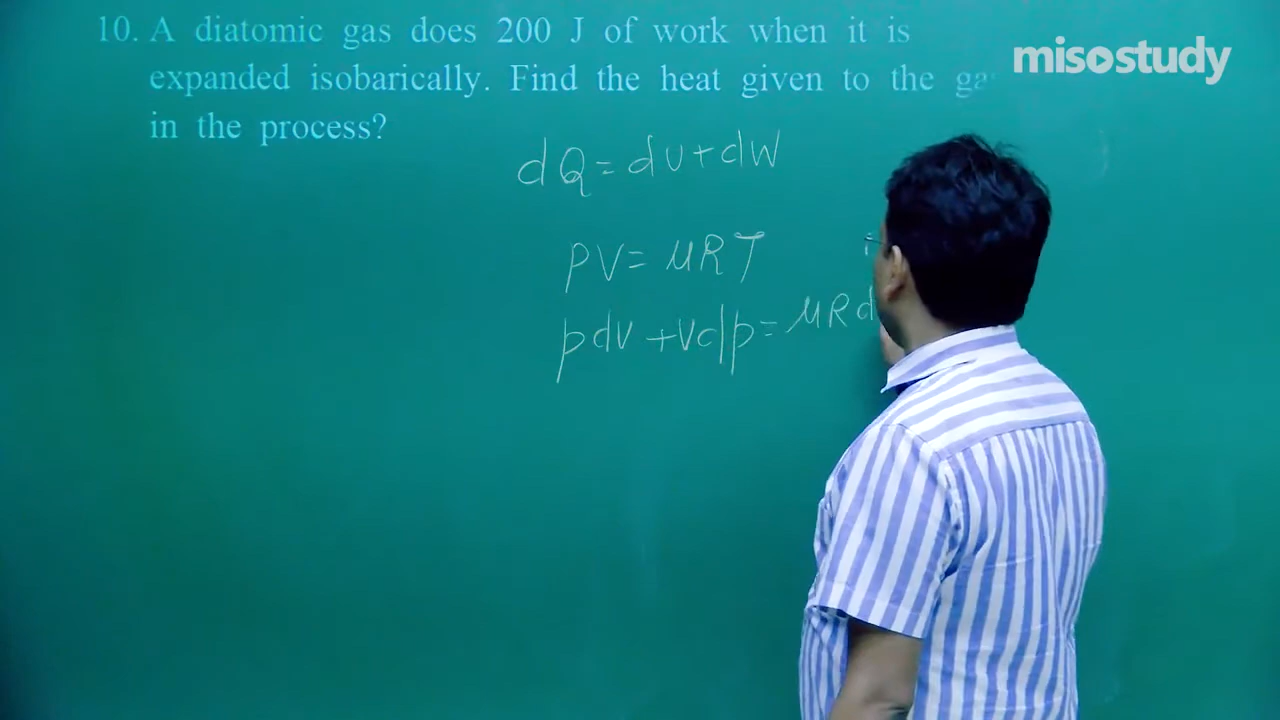 10. A diatomic gas does 200 J of work when it is
misostudy
expanded isobarically. Find the heat given to the
in the process?
dQ = dU + dW
PV = μRT
pdV + Vdp = μRd